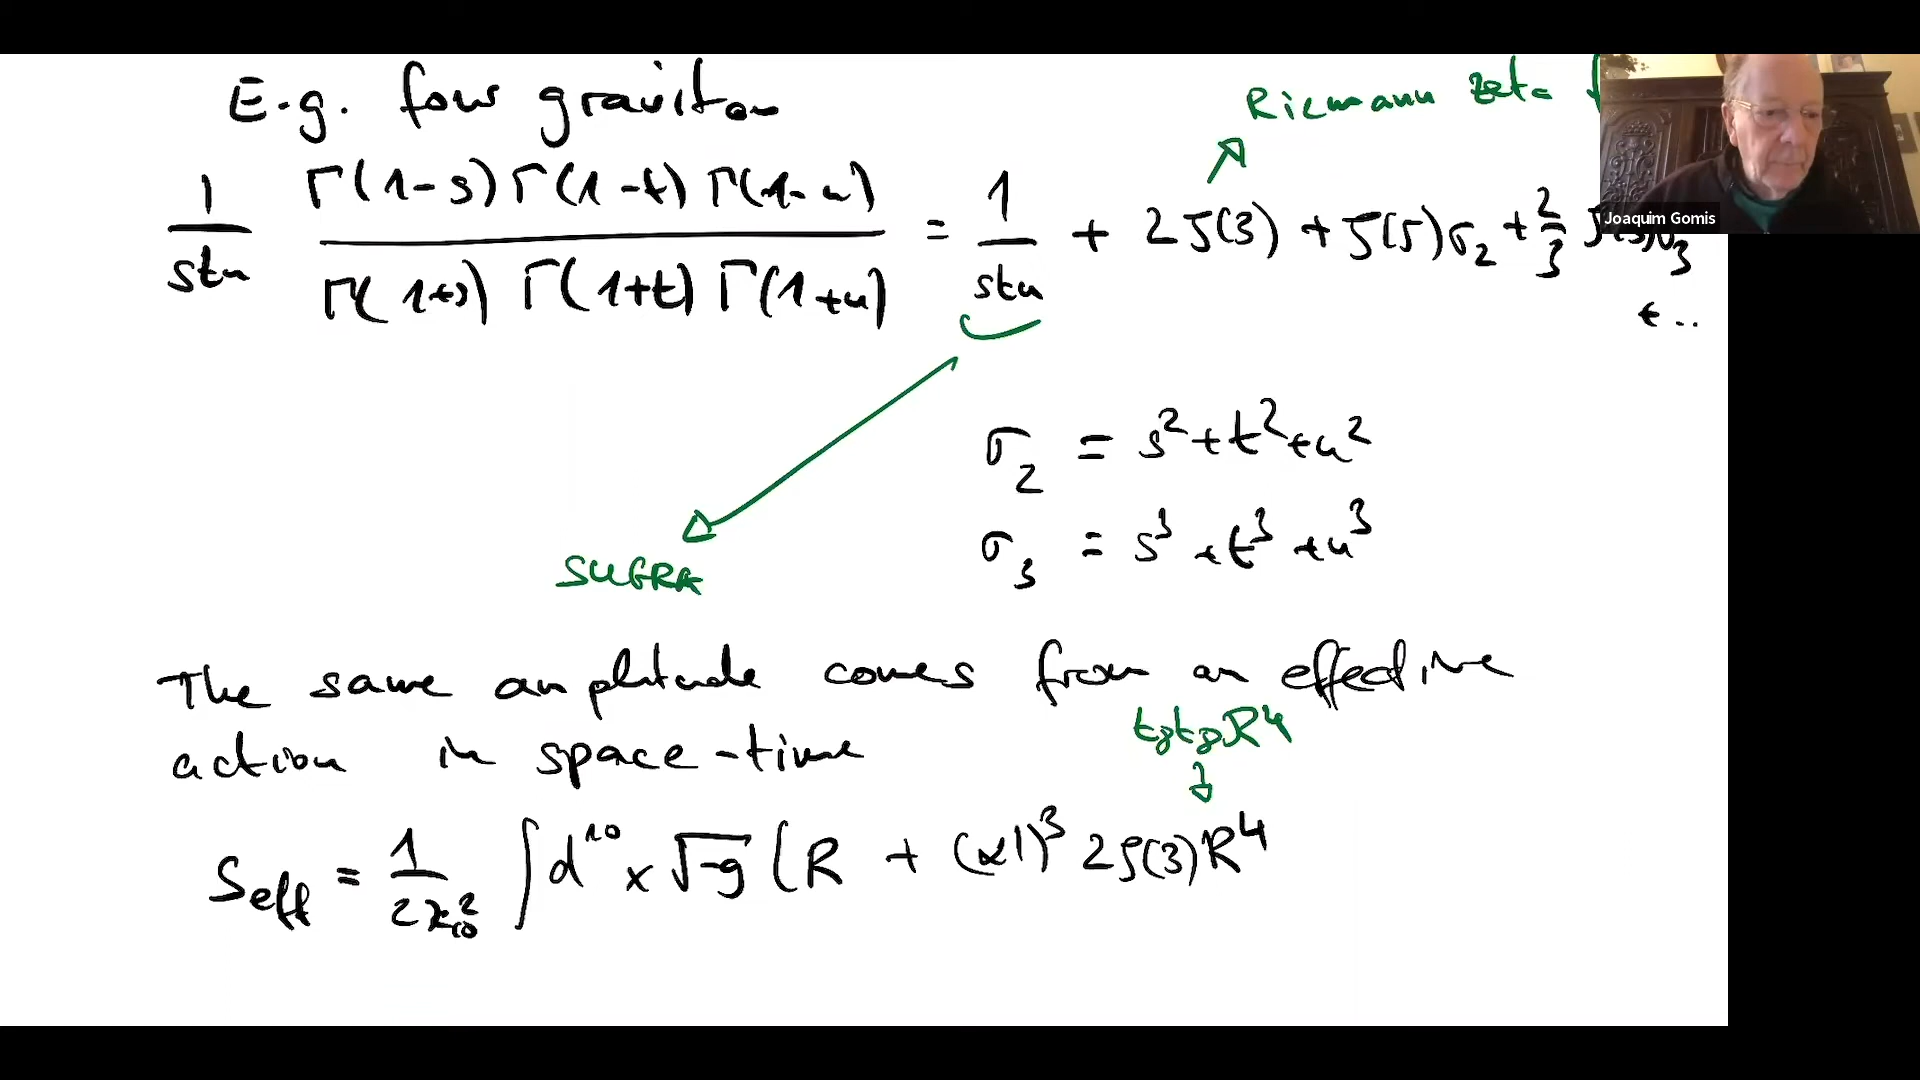 E.g. four graviton
Riemann zeta
1/stu Γ(1-s)Γ(1-t)Γ(1-u) / Γ(1+s)Γ(1+t)Γ(1+u) = 1/stu + 2ζ(3) + ζ(5)σ₂ + 2/3 σ₃
+ ..
Joaquim Gomis
σ₂ = s²+t²+u²
σ₃ = s³+t³+u³
SUGRA
The same amplitude comes from an effective
action in space-time
t₈t₈R⁴
S_eff = 1/2κ₁₀² ∫d¹⁰x √-g (R + (α')³ 2ζ(3)R⁴